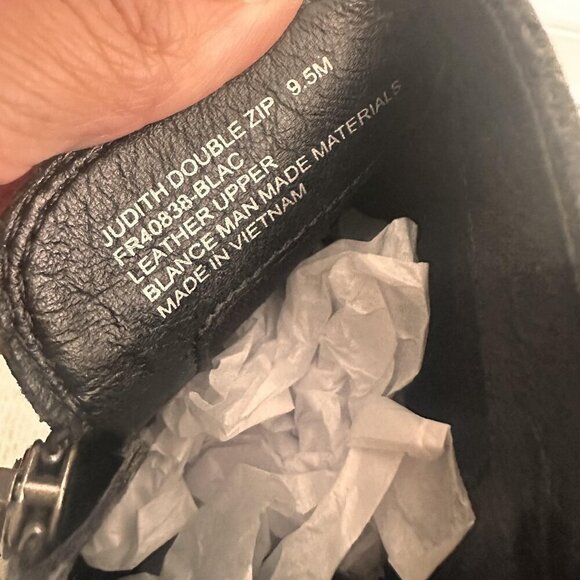 JUDITH DOUBLE ZIP 9.5M
FR40838-BLAC
LEATHER UPPER
BLANCE MAN MADE MATERIALS
MADE IN VIETNAM